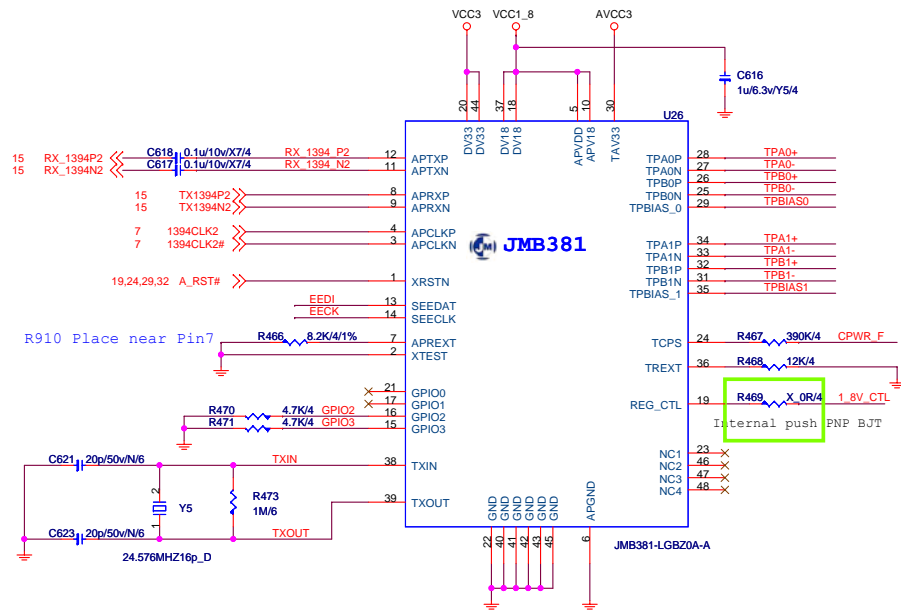 VCC3 VCC1_8 AVCC3
C616
1u/6.3v/Y5/4
U26
20 44 37 18 5 10 30
DV33 DV33 DV18 DV18 APVDD APV18 TAV33
15 RX_1394P2 C618 0.1u/10v/X7/4 RX_1394_P2 12 APTXP
15 RX_1394N2 C617 0.1u/10v/X7/4 RX_1394_N2 11 APTXN
15 TX1394P2 8 APRXP
15 TX1394N2 9 APRXN
7 1394CLK2 4 APCLKP
7 1394CLK2# 3 APCLKN
19,24,29,32 A_RST# 1 XRSTN
EEDI 13 SEEDAT
EECK 14 SEECLK
R910 Place near Pin7
R466 8.2K/4/1% 7 APREXT
2 XTEST
21 GPIO0
17 GPIO1
R470 4.7K/4 GPIO2 16 GPIO2
R471 4.7K/4 GPIO3 15 GPIO3
C621 20p/50v/N/6 TXIN 38 TXIN
2 Y5 1
R473
1M/6
39 TXOUT
C623 20p/50v/N/6 TXOUT
24.576MHZ16p_D
JM JMB381
TPA0P 28 TPA0+
TPA0N 27 TPA0-
TPB0P 26 TPB0+
TPB0N 25 TPB0-
TPBIAS_0 29 TPBIAS0
TPA1P 34 TPA1+
TPA1N 33 TPA1-
TPB1P 32 TPB1+
TPB1N 31 TPB1-
TPBIAS_1 35 TPBIAS1
TCPS 24 R467 390K/4 CPWR_F
TREXT 36 R468 12K/4
REG_CTL 19 R469 X_0R/4 1_8V_CTL
Internal push PNP BJT
NC1 23
NC2 46
NC3 47
NC4 48
GND GND GND GND GND GND APGND
22 40 41 42 43 45 6
JMB381-LGBZ0A-A